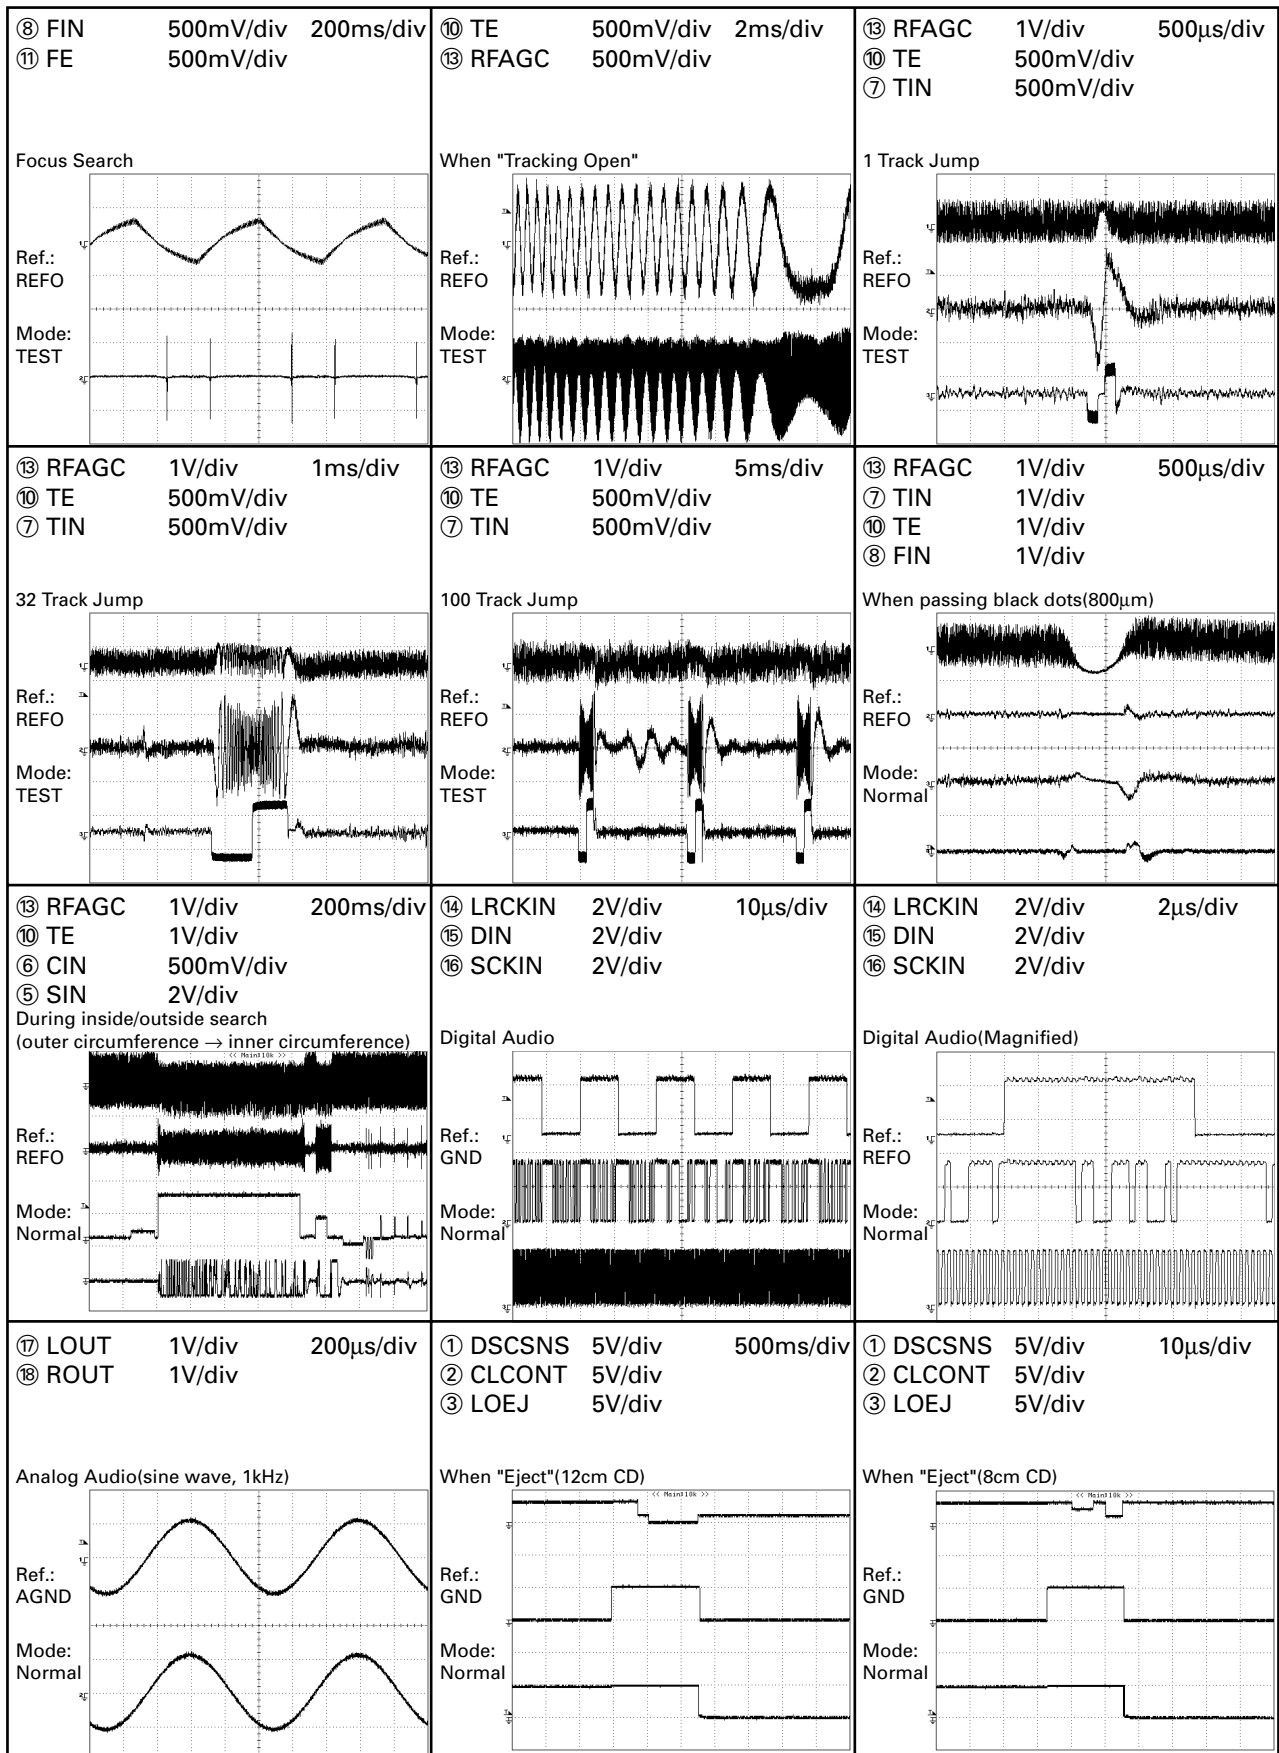 ⑧ FIN 500mV/div 200ms/div
⑪ FE 500mV/div
Focus Search
Ref.:
REFO
Mode:
TEST
⑩ TE 500mV/div 2ms/div
⑬ RFAGC 500mV/div
When "Tracking Open"
Ref.:
REFO
Mode:
TEST
⑬ RFAGC 1V/div 500µs/div
⑩ TE 500mV/div
⑦ TIN 500mV/div
1 Track Jump
Ref.:
REFO
Mode:
TEST
⑬ RFAGC 1V/div 1ms/div
⑩ TE 500mV/div
⑦ TIN 500mV/div
32 Track Jump
Ref.:
REFO
Mode:
TEST
⑬ RFAGC 1V/div 5ms/div
⑩ TE 500mV/div
⑦ TIN 500mV/div
100 Track Jump
Ref.:
REFO
Mode:
TEST
⑬ RFAGC 1V/div 500µs/div
⑦ TIN 1V/div
⑩ TE 1V/div
⑧ FIN 1V/div
When passing black dots(800µm)
Ref.:
REFO
Mode:
Normal
⑬ RFAGC 1V/div 200ms/div
⑩ TE 1V/div
⑥ CIN 500mV/div
⑤ SIN 2V/div
During inside/outside search
(outer circumference → inner circumference)
<< Main:10k >>
Ref.:
REFO
Mode:
Normal
⑭ LRCKIN 2V/div 10µs/div
⑮ DIN 2V/div
⑯ SCKIN 2V/div
Digital Audio
Ref.:
GND
Mode:
Normal
⑭ LRCKIN 2V/div 2µs/div
⑮ DIN 2V/div
⑯ SCKIN 2V/div
Digital Audio(Magnified)
Ref.:
REFO
Mode:
Normal
⑰ LOUT 1V/div 200µs/div
⑱ ROUT 1V/div
Analog Audio(sine wave, 1kHz)
Ref.:
AGND
Mode:
Normal
① DSCSNS 5V/div 500ms/div
② CLCONT 5V/div
③ LOEJ 5V/div
When "Eject"(12cm CD)
<< Main:10k >>
Ref.:
GND
Mode:
Normal
① DSCSNS 5V/div 10µs/div
② CLCONT 5V/div
③ LOEJ 5V/div
When "Eject"(8cm CD)
<< Main:10k >>
Ref.:
GND
Mode:
Normal